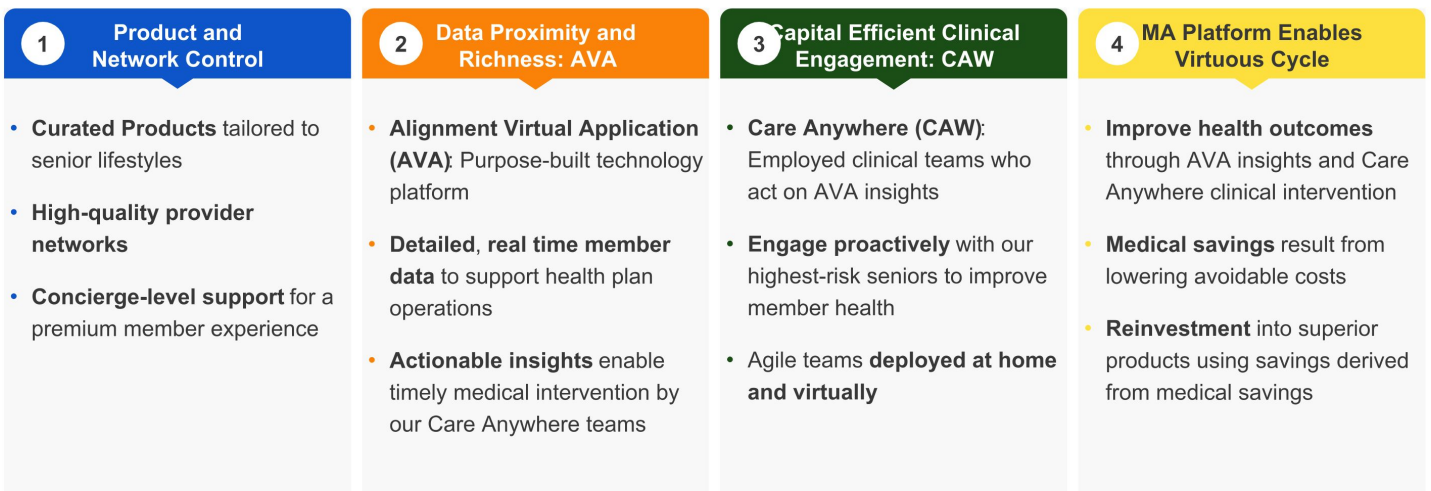 1
Product and
Network Control
• Curated Products tailored to
senior lifestyles
• High-quality provider
networks
• Concierge-level support for a
premium member experience
2
Data Proximity and
Richness: AVA
• Alignment Virtual Application
(AVA): Purpose-built technology
platform
• Detailed, real time member
data to support health plan
operations
• Actionable insights enable
timely medical intervention by
our Care Anywhere teams
3
Capital Efficient Clinical
Engagement: CAW
• Care Anywhere (CAW):
Employed clinical teams who
act on AVA insights
• Engage proactively with our
highest-risk seniors to improve
member health
• Agile teams deployed at home
and virtually
4
MA Platform Enables
Virtuous Cycle
• Improve health outcomes
through AVA insights and Care
Anywhere clinical intervention
• Medical savings result from
lowering avoidable costs
• Reinvestment into superior
products using savings derived
from medical savings